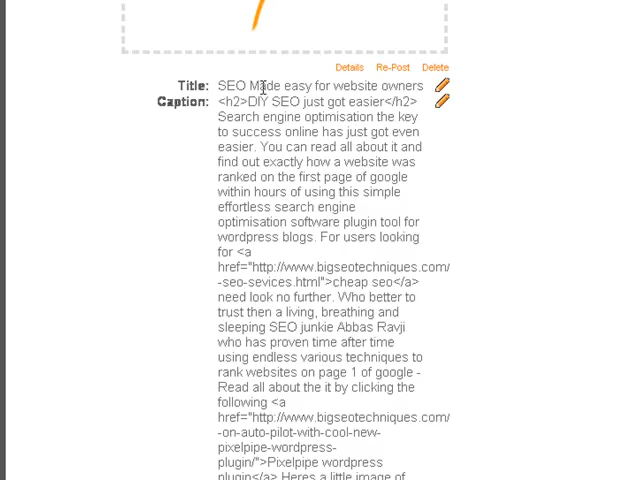 Details Re-Post Delete
Title: SEO Made easy for website owners
Caption: <h2>DIY SEO just got easier</h2>
Search engine optimisation the key
to success online has just got even
easier. You can read all about it and
find out exactly how a website was
ranked on the first page of google
within hours of using this simple
effortless search engine
optimisation software plugin tool for
wordpress blogs. For users looking
for <a
href="http://www.bigseotechniques.com/
-seo-sevices.html">cheap seo</a>
need look no further. Who better to
trust then a living, breathing and
sleeping SEO junkie Abbas Ravji
who has proven time after time
using endless various techniques to
rank websites on page 1 of google -
Read all about the it by clicking the
following <a
href="http://www.bigseotechniques.com/
-on-auto-pilot-with-cool-new-
pixelpipe-wordpress-
plugin/">Pixelpipe wordpress
plugin</a> Heres a little image of